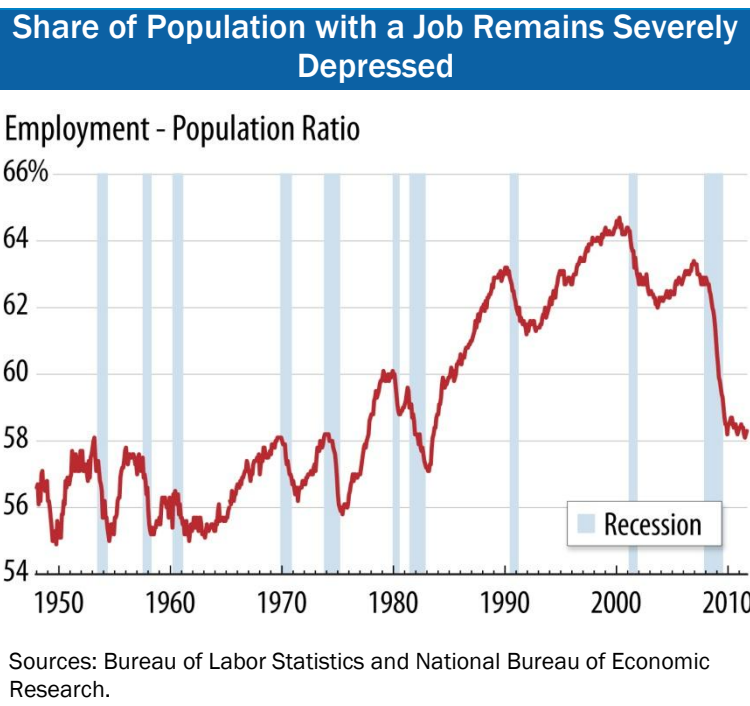 Share of Population with a Job Remains Severely
Depressed
Employment - Population Ratio
66%
64
62
60
58
56
54
Recession
1950 1960 1970 1980 1990 2000 2010
Sources: Bureau of Labor Statistics and National Bureau of Economic
Research.